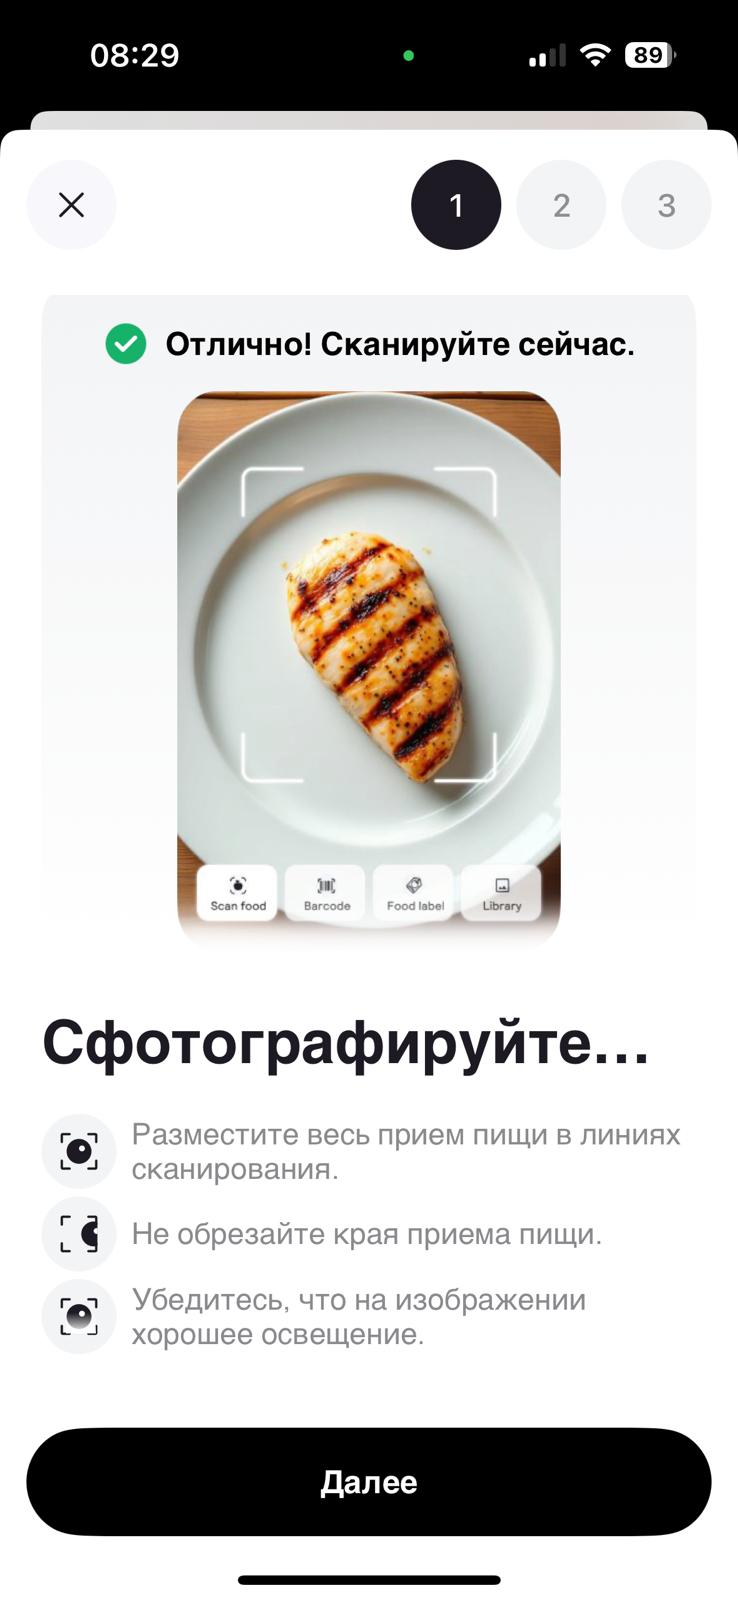 08:29
89
1 2 3
Отлично! Сканируйте сейчас.
Scan food Barcode Food label Library
Сфотографируйте...
Разместите весь прием пищи в линиях
сканирования.
Не обрезайте края приема пищи.
Убедитесь, что на изображении
хорошее освещение.
Далее